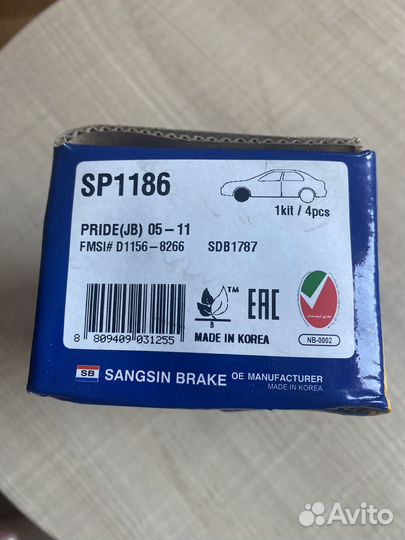 SP1186
1kit / 4pcs
PRIDE(JB) 05-11
FMSI# D1156-8266 SDB1787
TM
B
EAC
8 809409 031255
MADE IN KOREA
NB-0002
SB SANGSIN BRAKE OE MANUFACTURER
MADE IN KOREA
Avito